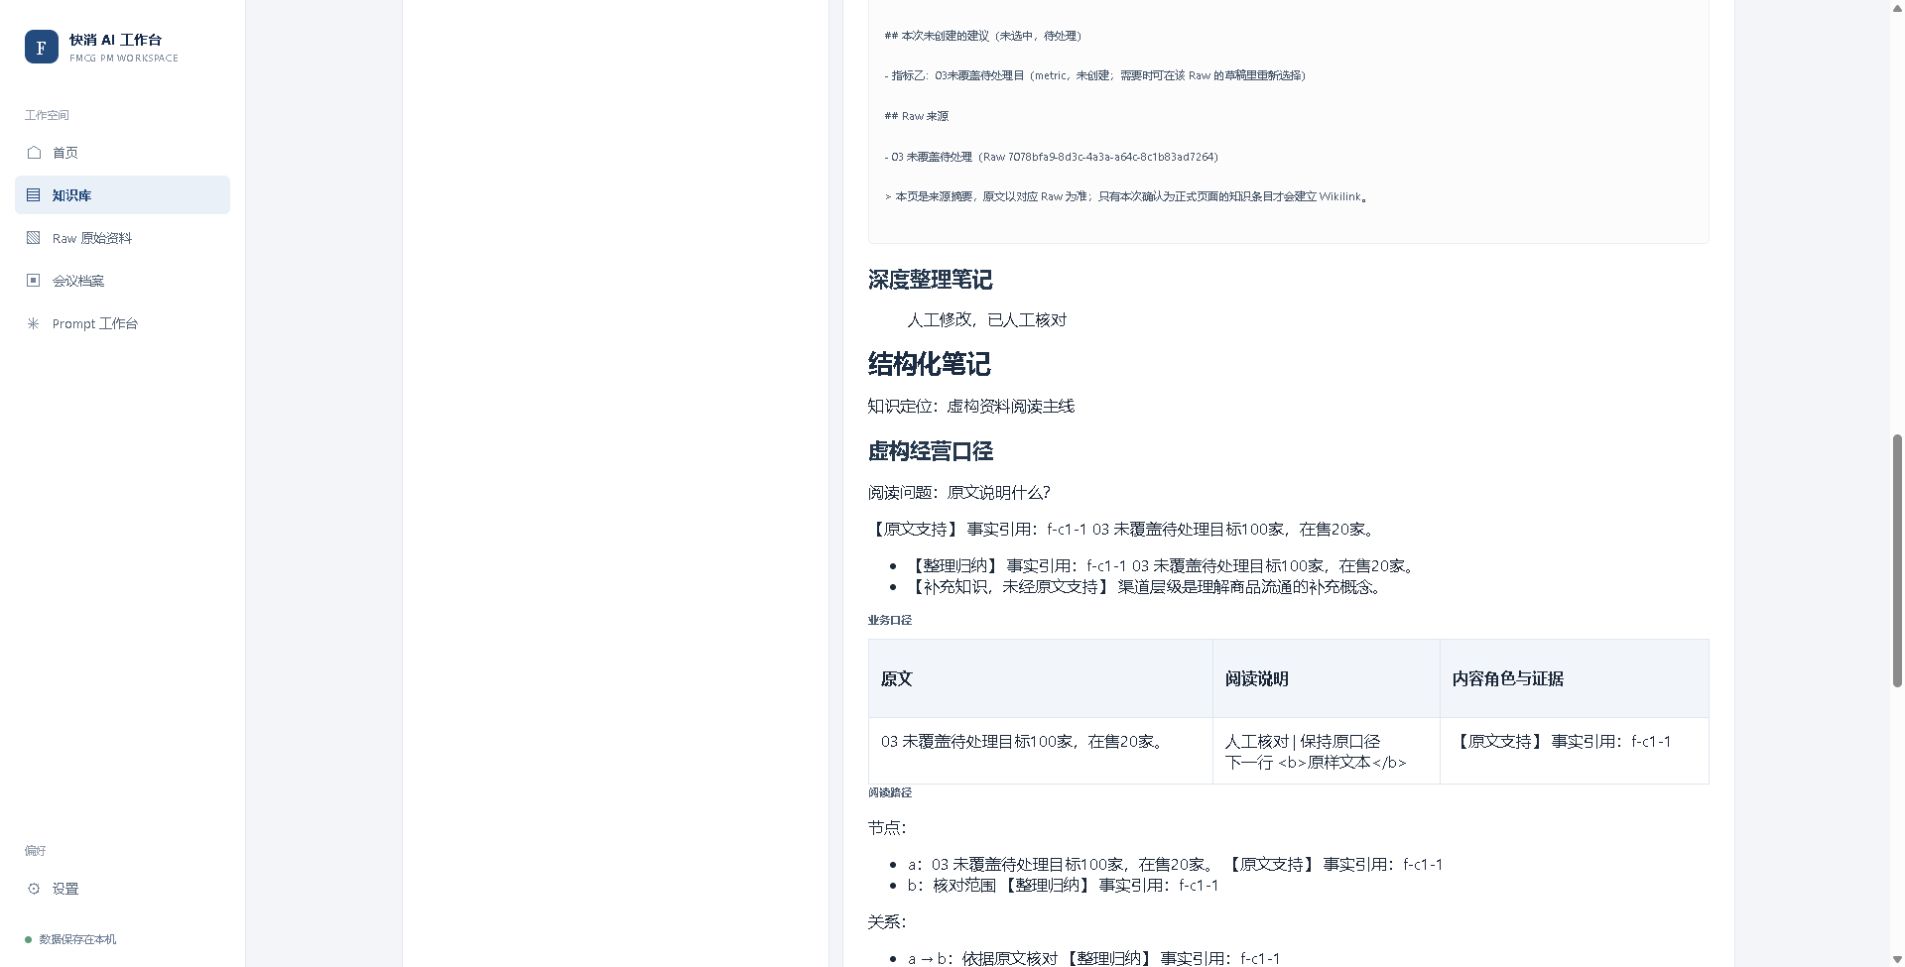 F
快消 AI 工作台
FMCG PM WORKSPACE
工作空间
首页
知识库
Raw 原始资料
会议档案
Prompt 工作台
偏好
设置
数据保存在本机
## 本次未创建的建议（未选中，待处理）
- 指标乙：03未覆盖待处理目（metric，未创建；需要时可在该 Raw 的草稿里重新选择）
## Raw 来源
- 03 未覆盖待处理（Raw 7078bfa9-8d3c-4a3a-a64c-8c1b83ad7264）
> 本页是来源摘要，原文以对应 Raw 为准；只有本次确认为正式页面的知识条目才会建立 Wikilink。
深度整理笔记
人工修改，已人工核对
结构化笔记
知识定位：虚构资料阅读主线
虚构经营口径
阅读问题：原文说明什么？
【原文支持】 事实引用：f-c1-1 03 未覆盖待处理目标100家，在售20家。
• 【整理归纳】 事实引用：f-c1-1 03 未覆盖待处理目标100家，在售20家。
• 【补充知识，未经原文支持】 渠道层级是理解商品流通的补充概念。
业务口径
原文 阅读说明 内容角色与证据
03 未覆盖待处理目标100家，在售20家。 人工核对 | 保持原口径 【原文支持】 事实引用：f-c1-1
下一行 <b>原样文本</b>
阅读路径
节点：
• a：03 未覆盖待处理目标100家，在售20家。 【原文支持】 事实引用：f-c1-1
• b：核对范围 【整理归纳】 事实引用：f-c1-1
关系：
• a → b：依据原文核对 【整理归纳】 事实引用：f-c1-1